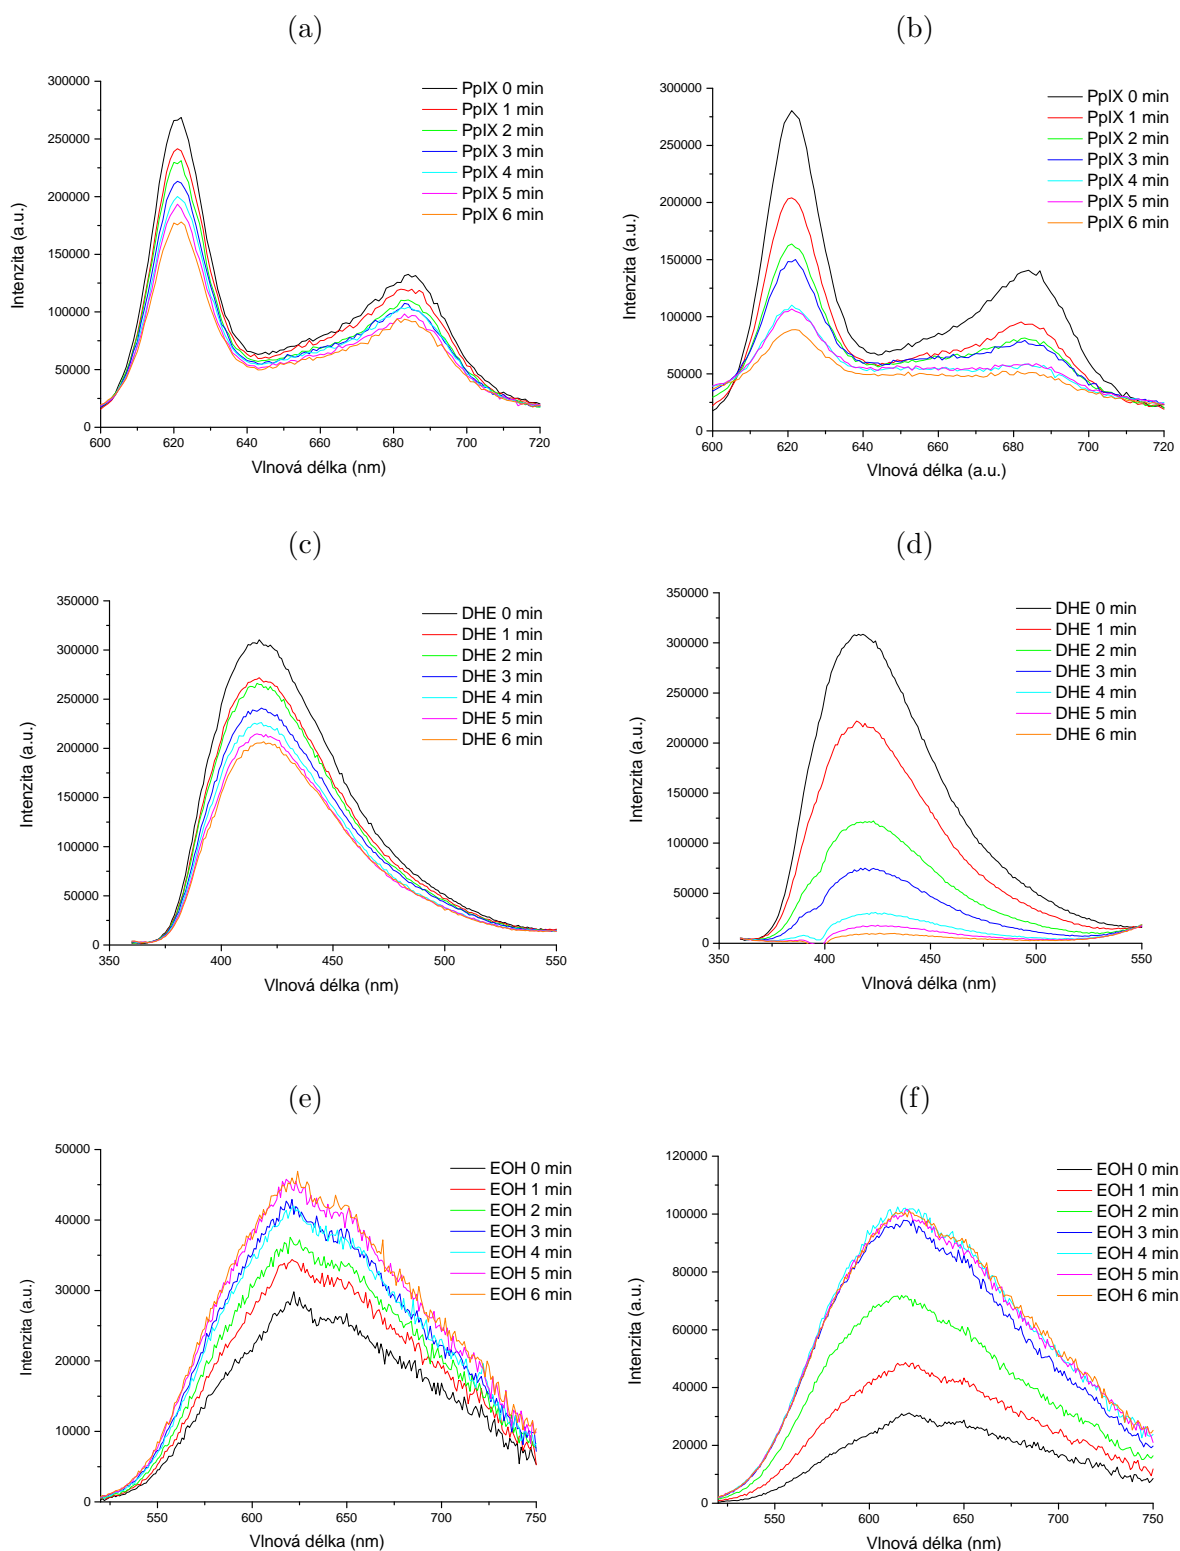 (a)
300000
250000
200000
150000
100000
50000
0
600
620
640
660
680
700
720
Intenzita (a.u.)
Vlnová délka (nm)
PpIX 0 min
PpIX 1 min
PpIX 2 min
PpIX 3 min
PpIX 4 min
PpIX 5 min
PpIX 6 min
(b)
300000
250000
200000
150000
100000
50000
0
600
620
640
660
680
700
720
Intenzita (a.u.)
Vlnová délka (a.u.)
PpIX 0 min
PpIX 1 min
PpIX 2 min
PpIX 3 min
PpIX 4 min
PpIX 5 min
PpIX 6 min
(c)
350000
300000
250000
200000
150000
100000
50000
0
350
400
450
500
550
Intenzita (a.u.)
Vlnová délka (nm)
DHE 0 min
DHE 1 min
DHE 2 min
DHE 3 min
DHE 4 min
DHE 5 min
DHE 6 min
(d)
350000
300000
250000
200000
150000
100000
50000
0
350
400
450
500
550
Intenzita (a.u.)
Vlnová délka (nm)
DHE 0 min
DHE 1 min
DHE 2 min
DHE 3 min
DHE 4 min
DHE 5 min
DHE 6 min
(e)
50000
40000
30000
20000
10000
0
550
600
650
700
750
Intenzita (a.u.)
Vlnová délka (nm)
EOH 0 min
EOH 1 min
EOH 2 min
EOH 3 min
EOH 4 min
EOH 5 min
EOH 6 min
(f)
120000
100000
80000
60000
40000
20000
0
550
600
650
700
750
Intenzita (a.u.)
Vlnová délka (nm)
EOH 0 min
EOH 1 min
EOH 2 min
EOH 3 min
EOH 4 min
EOH 5 min
EOH 6 min